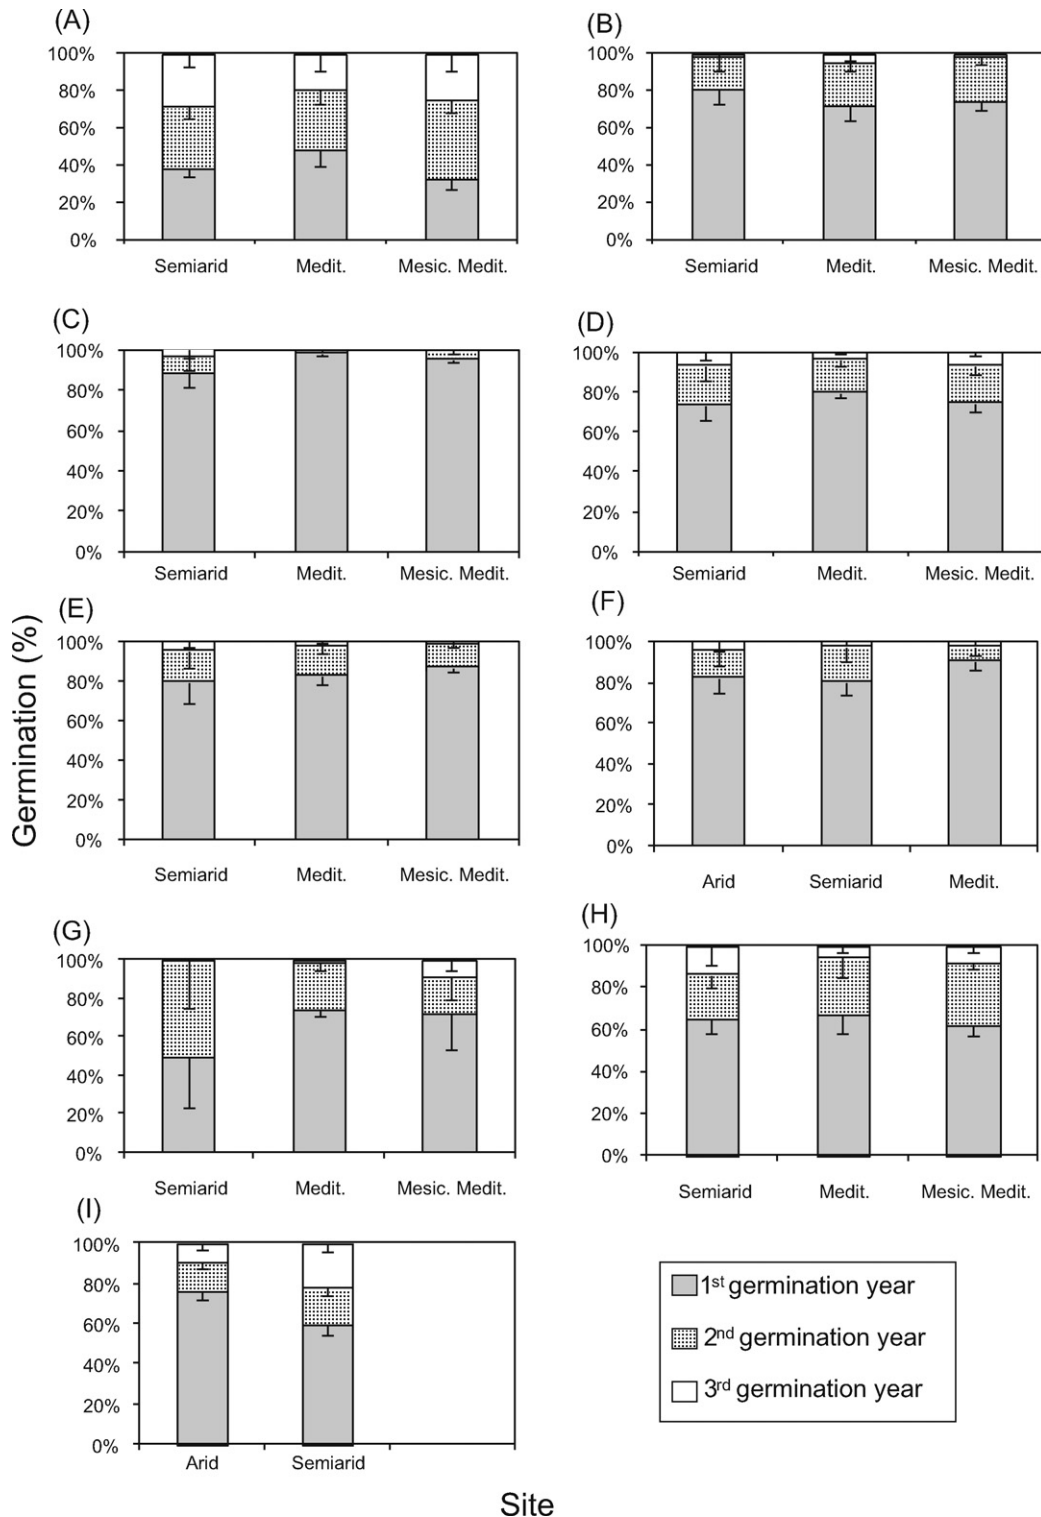 (A)
100%
80%
60%
40%
20%
0%
Semiarid Medit. Mesic. Medit.
(B)
100%
80%
60%
40%
20%
0%
Semiarid Medit. Mesic. Medit.
(C)
100%
80%
60%
40%
20%
0%
Semiarid Medit. Mesic. Medit.
(D)
100%
80%
60%
40%
20%
0%
Semiarid Medit. Mesic. Medit.
Germination (%)
(E)
100%
80%
60%
40%
20%
0%
Semiarid Medit. Mesic. Medit.
(F)
100%
80%
60%
40%
20%
0%
Arid Semiarid Medit.
(G)
100%
80%
60%
40%
20%
0%
Semiarid Medit. Mesic. Medit.
(H)
100%
80%
60%
40%
20%
0%
Semiarid Medit. Mesic. Medit.
(I)
100%
80%
60%
40%
20%
0%
Arid Semiarid
1st germination year
2nd germination year
3rd germination year
Site